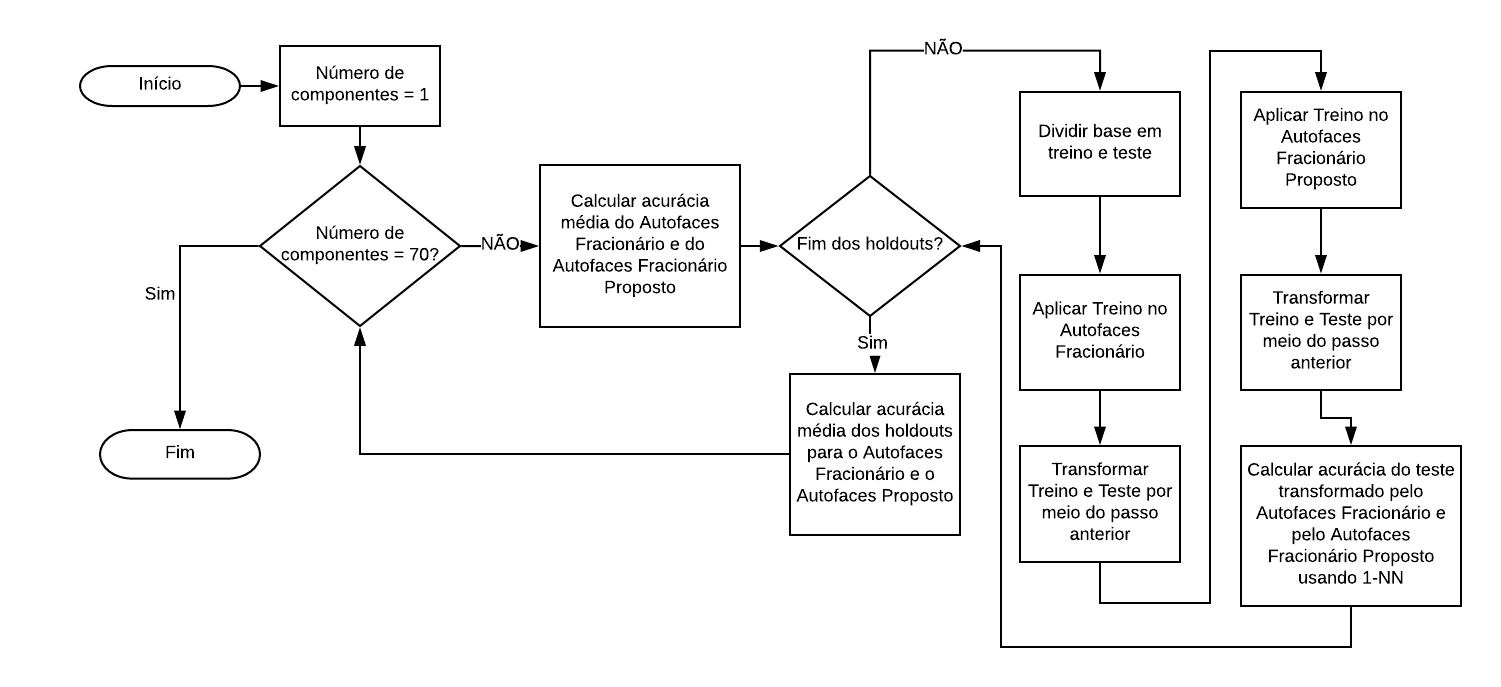 Início
Número de
componentes = 1
Número de
componentes = 70?
Sim
Fim
NÃO
Calcular acurácia
média do Autofaces
Fracionário e do
Autofaces Fracionário
Proposto
Fim dos holdouts?
Sim
Calcular acurácia
média dos holdouts
para o Autofaces
Fracionário e o
Autofaces Proposto
NÃO
Dividir base em
treino e teste
Aplicar Treino no
Autofaces
Fracionário
Transformar
Treino e Teste por
meio do passo
anterior
Aplicar Treino no
Autofaces
Fracionário
Proposto
Transformar
Treino e Teste por
meio do passo
anterior
Calcular acurácia do teste
transformado pelo
Autofaces Fracionário e
pelo Autofaces
Fracionário Proposto
usando 1-NN